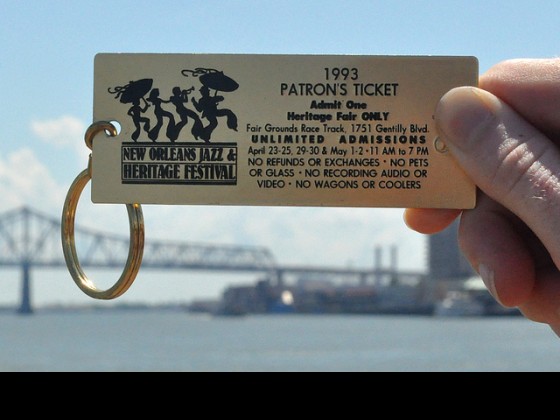 1993
PATRON'S TICKET
Admit One
Heritage Fair ONLY
Fair Grounds Race Track, 1751 Gentilly Blvd.
UNLIMITED ADMISSIONS
April 23-25, 29-30 & May 1-2 • 11 AM to 7 PM
NO REFUNDS OR EXCHANGES • NO PETS
OR GLASS • NO RECORDING AUDIO OR
VIDEO • NO WAGONS OR COOLERS
NEW ORLEANS JAZZ &
HERITAGE FESTIVAL